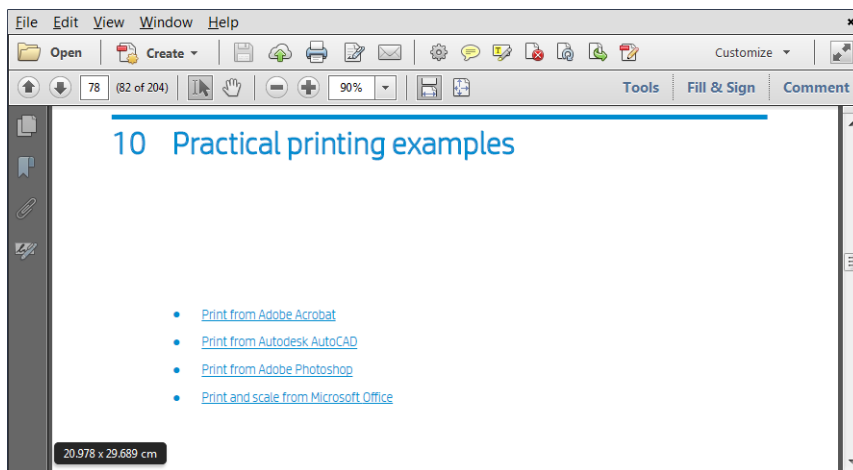 File Edit View Window Help
Open Create Customize
78 (82 of 204) 90% Tools Fill & Sign Comment
10 Practical printing examples
• Print from Adobe Acrobat
• Print from Autodesk AutoCAD
• Print from Adobe Photoshop
• Print and scale from Microsoft Office
20.978 x 29.689 cm